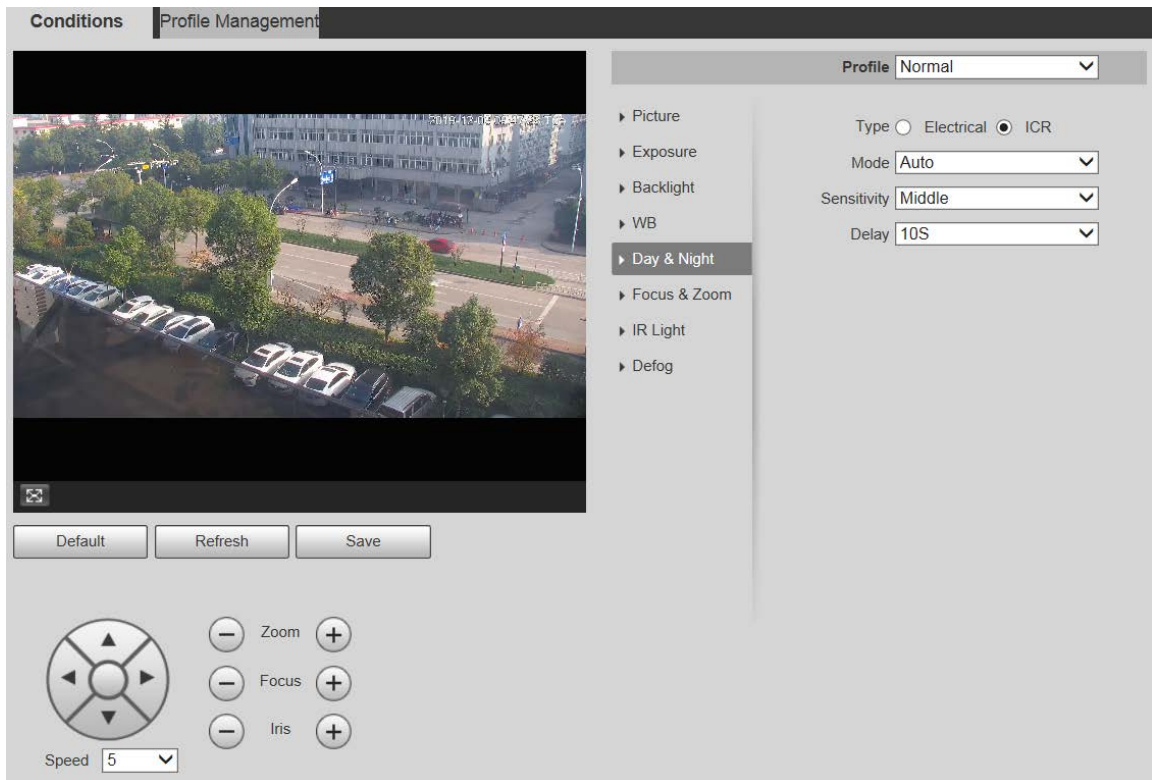 Conditions Profile Management
Profile Normal
Picture
Exposure
Backlight
WB
Day & Night
Focus & Zoom
IR Light
Defog
Type Electrical ICR
Mode Auto
Sensitivity Middle
Delay 10S
Default Refresh Save
Zoom
Focus
Iris
Speed 5